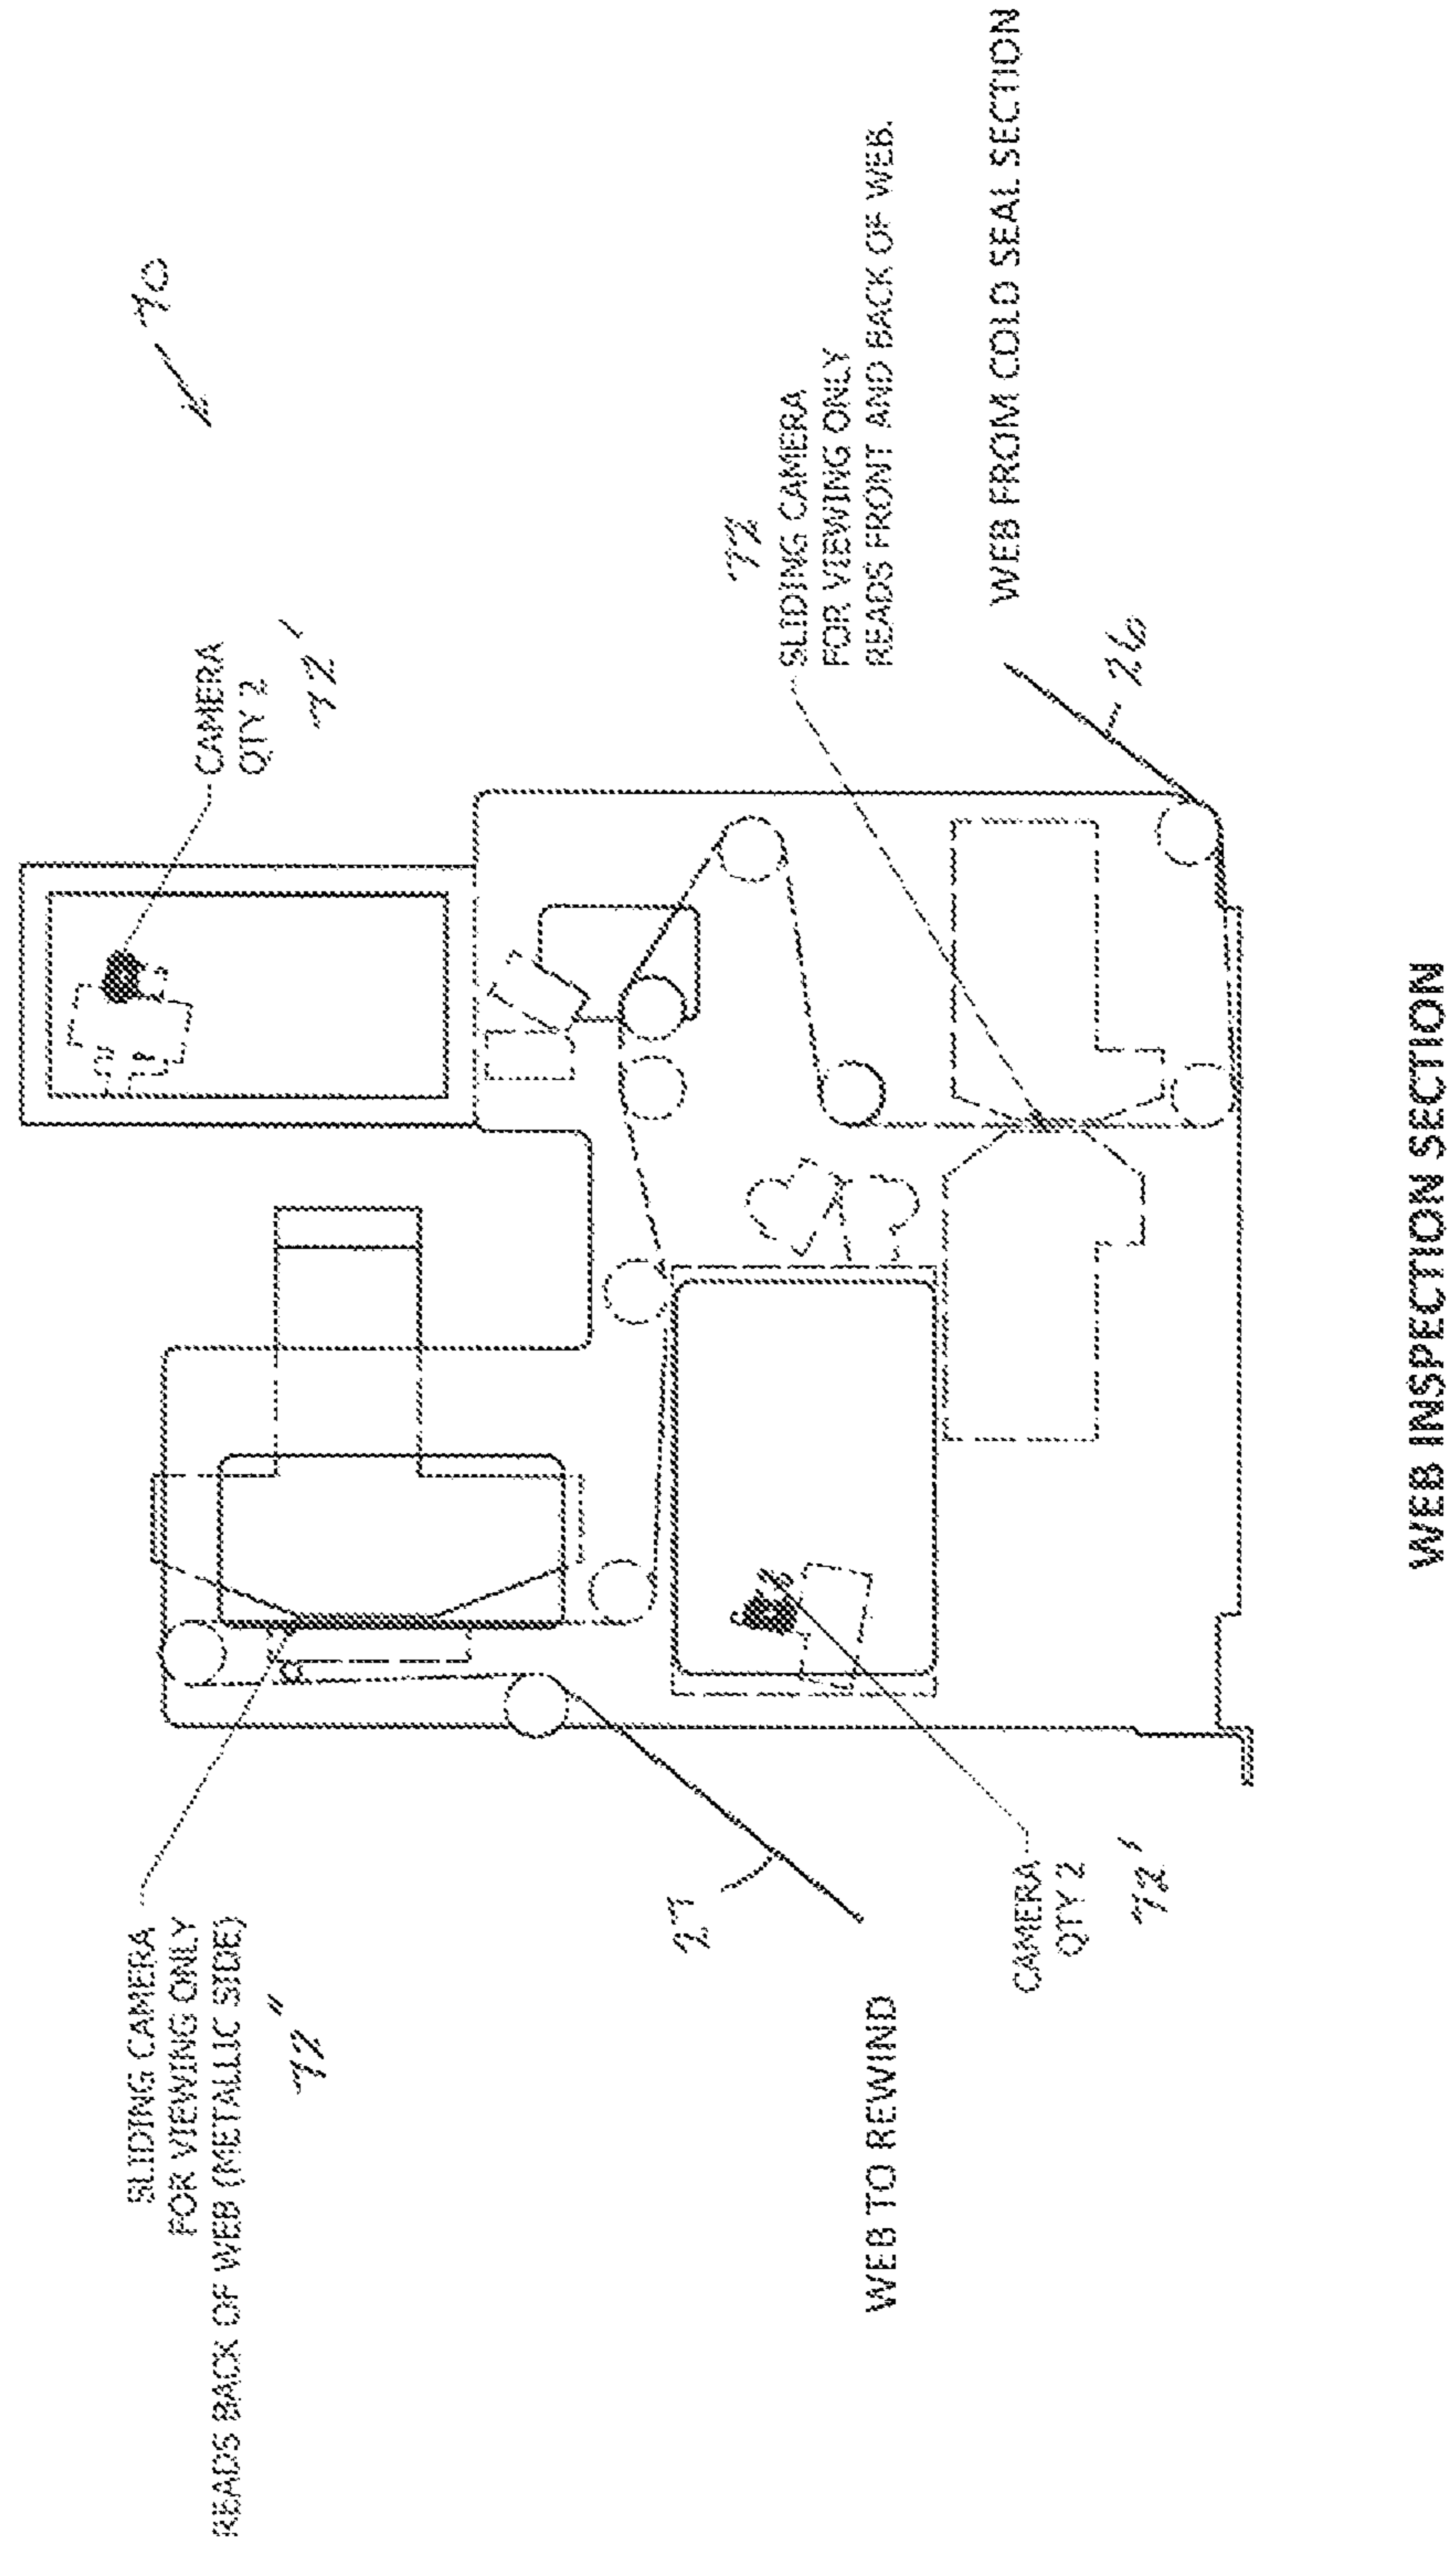 70
CAMERA
QTY 2
72'
72
SLIDING CAMERA
FOR VIEWING ONLY
READS FRONT AND BACK OF WEB.
WEB FROM COLD SEAL SECTION
26
SLIDING CAMERA
FOR VIEWING ONLY
READS BACK OF WEB (METALLIC SIDE)
72"
27
WEB TO REWIND
CAMERA
QTY 2
72'
WEB INSPECTION SECTION